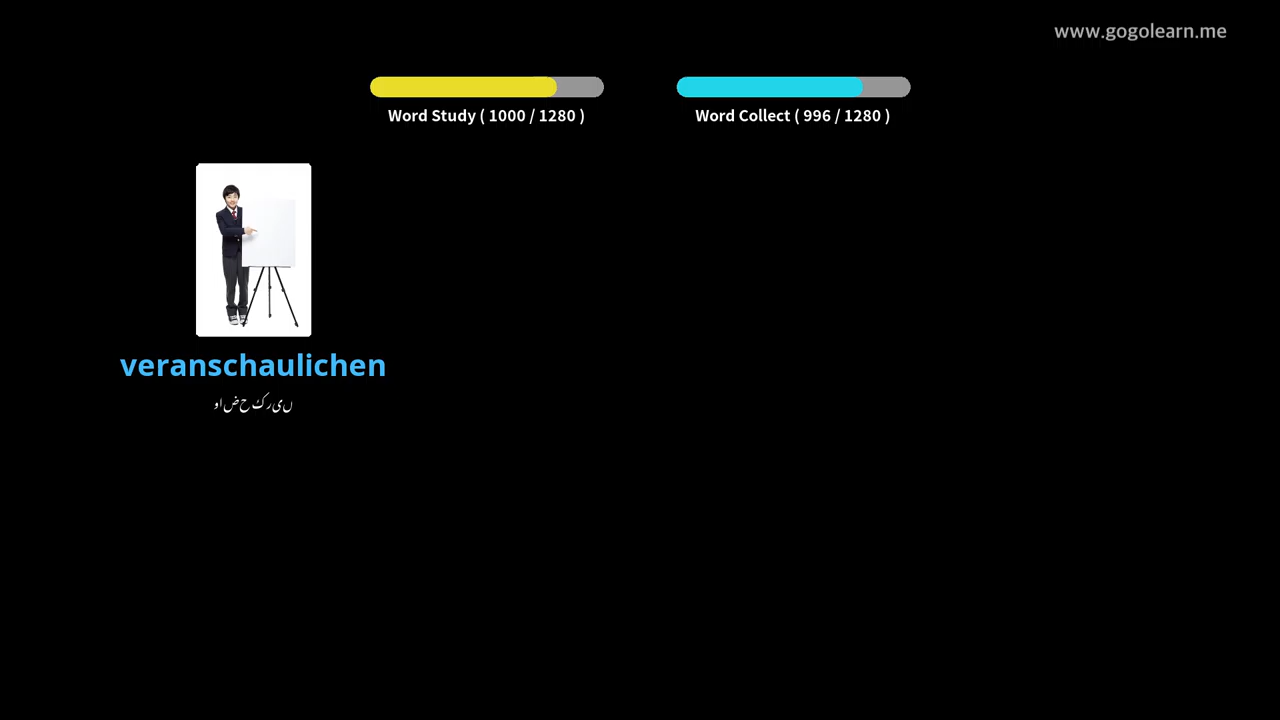 www.gogolearn.me
Word Study ( 1000 / 1280 )
Word Collect ( 996 / 1280 )
veranschaulichen
واضح کریں